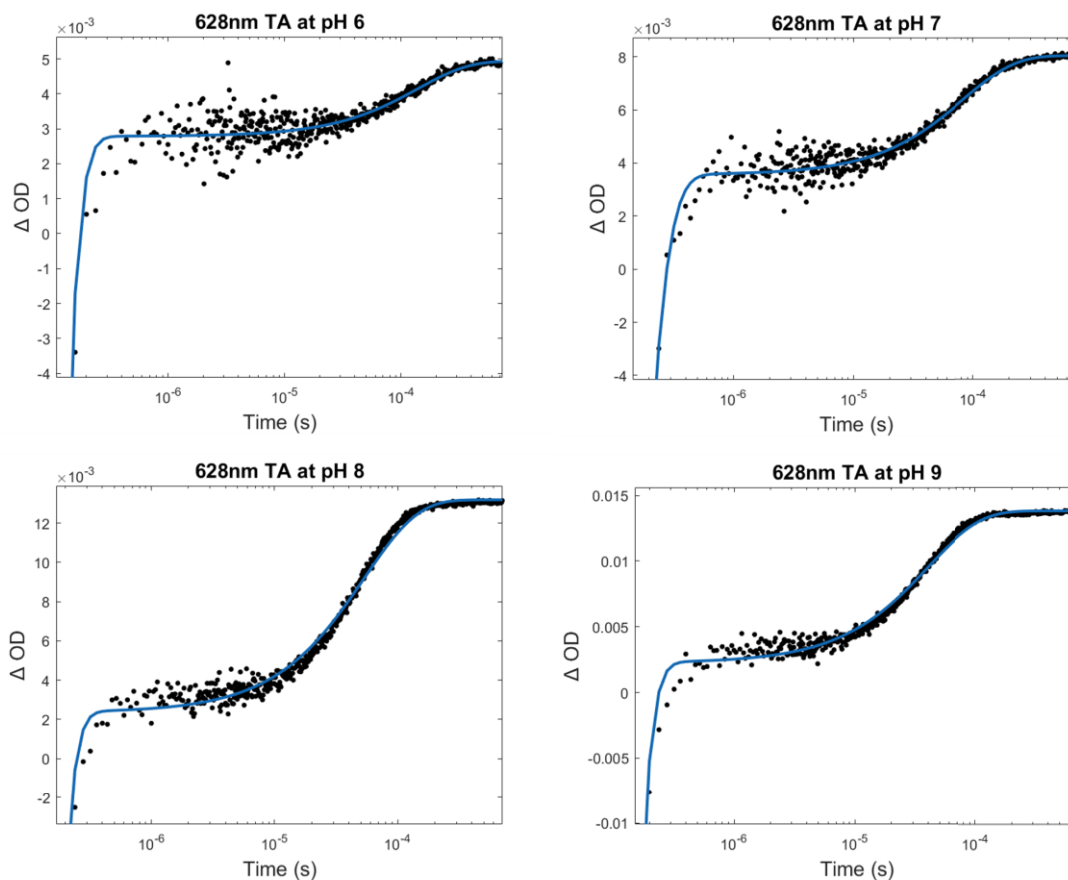 628nm TA at pH 6
×10⁻³
5
4
3
2
1
0
-1
-2
-3
-4
Δ OD
10⁻⁶ 10⁻⁵ 10⁻⁴
Time (s)
628nm TA at pH 7
×10⁻³
8
6
4
2
0
-2
-4
Δ OD
10⁻⁶ 10⁻⁵ 10⁻⁴
Time (s)
628nm TA at pH 8
×10⁻³
12
10
8
6
4
2
0
-2
Δ OD
10⁻⁶ 10⁻⁵ 10⁻⁴
Time (s)
628nm TA at pH 9
0.015
0.01
0.005
0
-0.005
-0.01
Δ OD
10⁻⁶ 10⁻⁵ 10⁻⁴
Time (s)